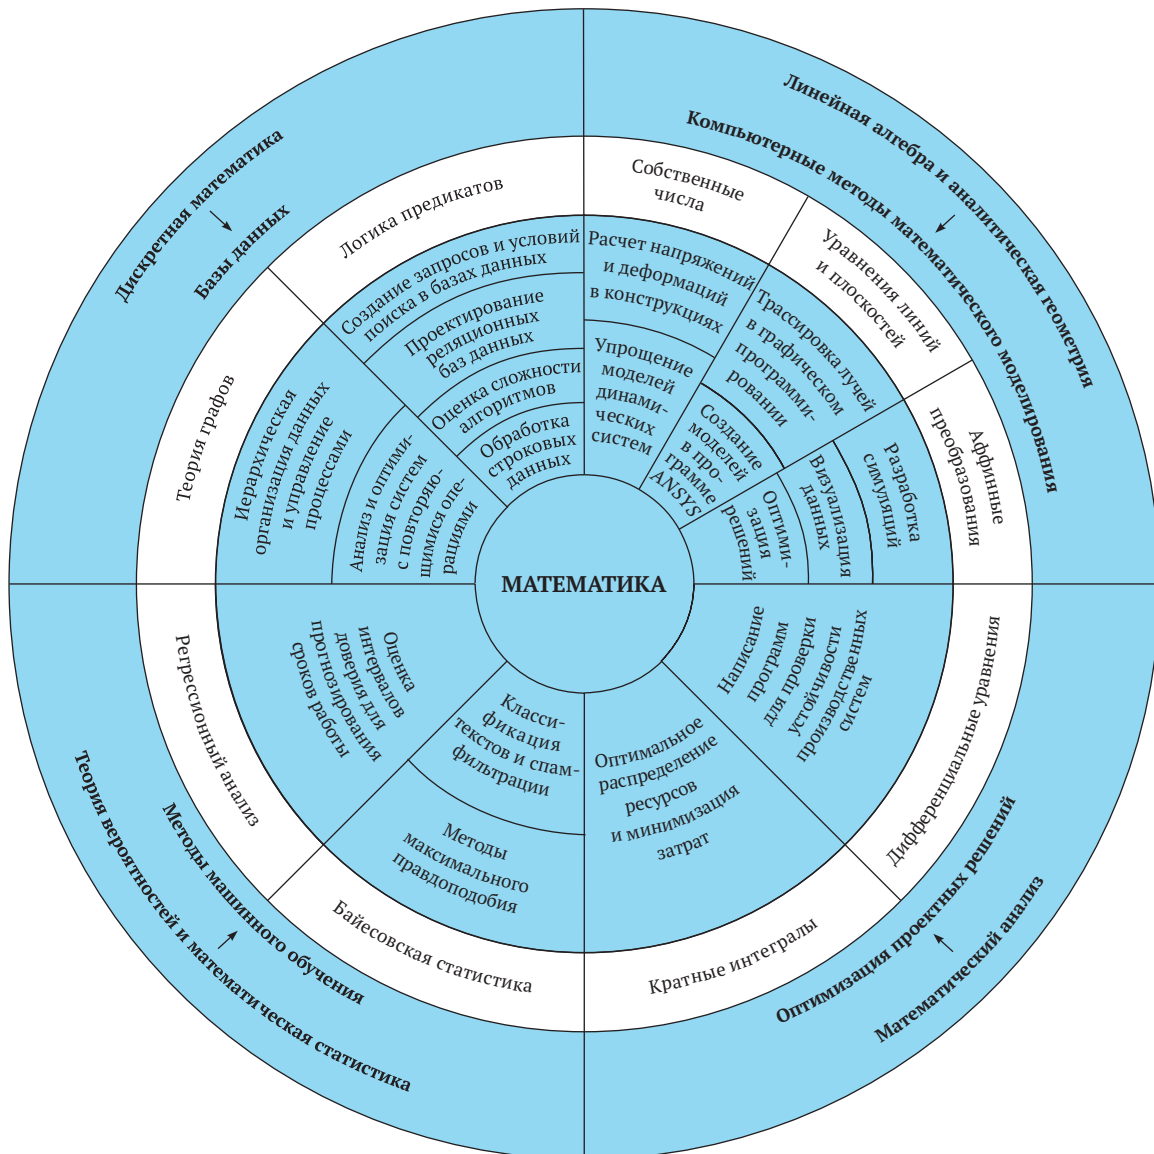 Дискретная математика
Базы данных
Линейная алгебра и аналитическая геометрия
Компьютерные методы математического моделирования
Логика предикатов
Теория графов
Собственные
числа
Уравнения линий
и плоскостей
Аффинные
преобразования
Создание запросов и условий
поиска в базах данных
Проектирование
реляционных
баз данных
Оценка сложности
алгоритмов
Обработка
строковых
данных
Иерархическая
организация данных
и управление
процессами
Анализ и оптими-
зация систем
с повторяю-
щимися опе-
рациями
Расчет напряжений
и деформаций
в конструкциях
Упрощение
моделей
динами-
ческих
систем
Трассировка лучей
в графическом
программи-
ровании
Создание
моделей
в про-
грамме
ANSYS
Разработка
симуляций
Визуализация
данных
Оптими-
зация
решений
МАТЕМАТИКА
Оценка
интервалов
доверия для
прогнозирования
сроков работы
Класси-
фикация
текстов и спам-
фильтрации
Методы
максимального
правдоподобия
Оптимальное
распределение
ресурсов
и минимизация
затрат
Написание
программ
для проверки
устойчивости
производственных
систем
Регрессионный анализ
Байесовская статистика
Кратные интегралы
Дифференциальные уравнения
Методы машинного обучения
Теория вероятностей и математическая статистика
Оптимизация проектных решений
Математический анализ